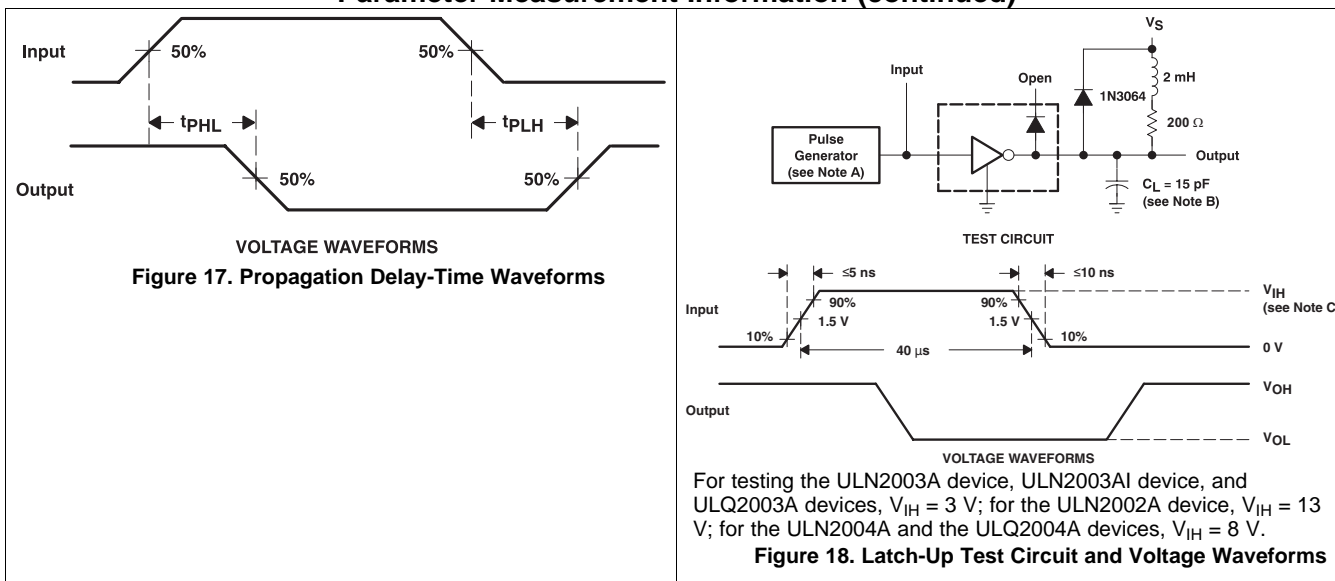 Parameter Measurement Information (continued)
Input
50%
50%
tPHL
tPLH
Output
50%
50%
VOLTAGE WAVEFORMS
Figure 17. Propagation Delay-Time Waveforms
VS
Input
Open
2 mH
1N3064
200 Ω
Pulse
Generator
(see Note A)
Output
CL = 15 pF
(see Note B)
TEST CIRCUIT
≤5 ns
≤10 ns
VIH
(see Note C
Input
90%
90%
1.5 V
1.5 V
10%
10%
40 μs
0 V
VOH
Output
VOL
VOLTAGE WAVEFORMS
For testing the ULN2003A device, ULN2003AI device, and
ULQ2003A devices, VIH = 3 V; for the ULN2002A device, VIH = 13
V; for the ULN2004A and the ULQ2004A devices, VIH = 8 V.
Figure 18. Latch-Up Test Circuit and Voltage Waveforms